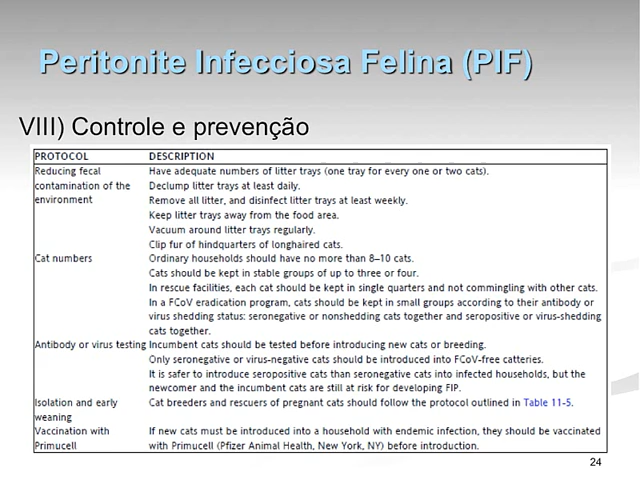 Peritonite Infecciosa Felina (PIF)
VIII) Controle e prevenção
PROTOCOL DESCRIPTION
Reducing fecal contamination of the environment
Have adequate numbers of litter trays (one tray for every one or two cats).
Declump litter trays at least daily.
Remove all litter, and disinfect litter trays at least weekly.
Keep litter trays away from the food area.
Vacuum around litter trays regularly.
Clip fur of hindquarters of longhaired cats.
Cat numbers
Ordinary households should have no more than 8–10 cats.
Cats should be kept in stable groups of up to three or four.
In rescue facilities, each cat should be kept in single quarters and not commingling with other cats.
In a FCoV eradication program, cats should be kept in small groups according to their antibody or
virus shedding status: seronegative or nonshedding cats together and seropositive or virus-shedding
cats together.
Antibody or virus testing
Incumbent cats should be tested before introducing new cats or breeding.
Only seronegative or virus-negative cats should be introduced into FCoV-free catteries.
It is safer to introduce seropositive cats than seronegative cats into infected households, but the
newcomer and the incumbent cats are still at risk for developing FIP.
Isolation and early weaning
Cat breeders and rescuers of pregnant cats should follow the protocol outlined in Table 11-5.
Vaccination with Primucell
If new cats must be introduced into a household with endemic infection, they should be vaccinated
with Primucell (Pfizer Animal Health, New York, NY) before introduction.
24